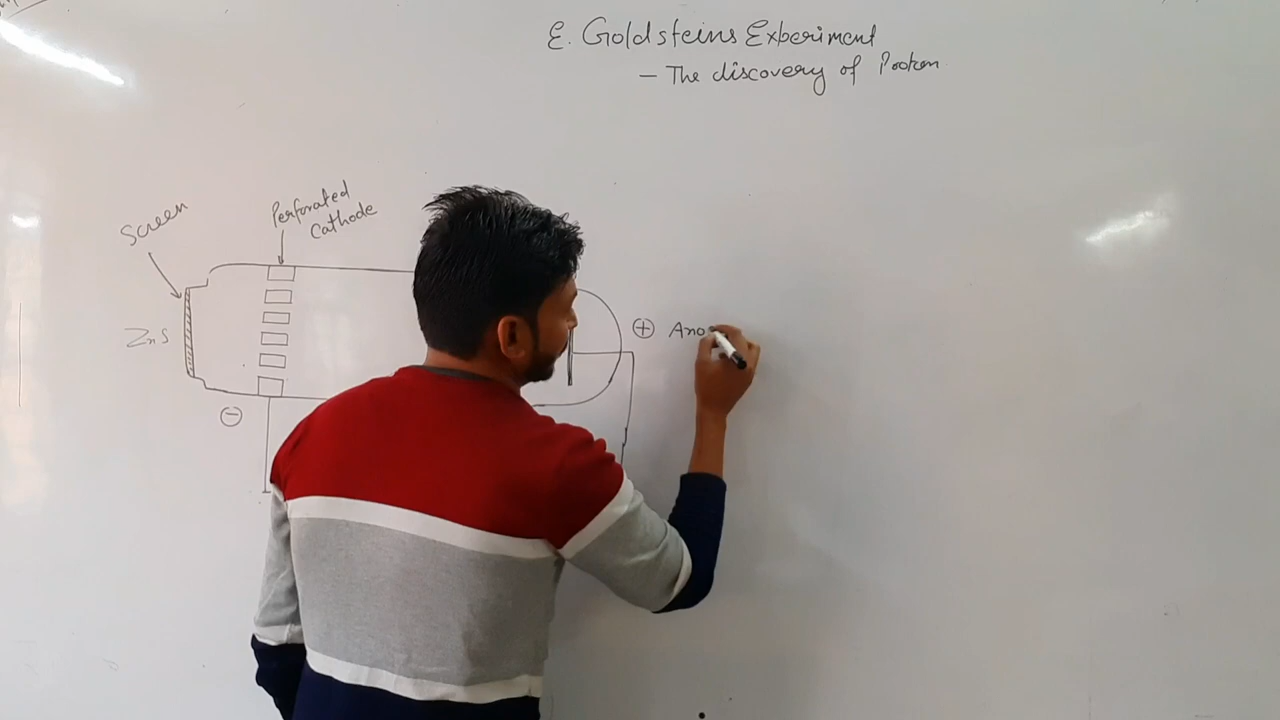 E. Goldsteins Experiment
- The discovery of Proton
Screen
Perforated
Cathode
ZnS
+ Ano
-